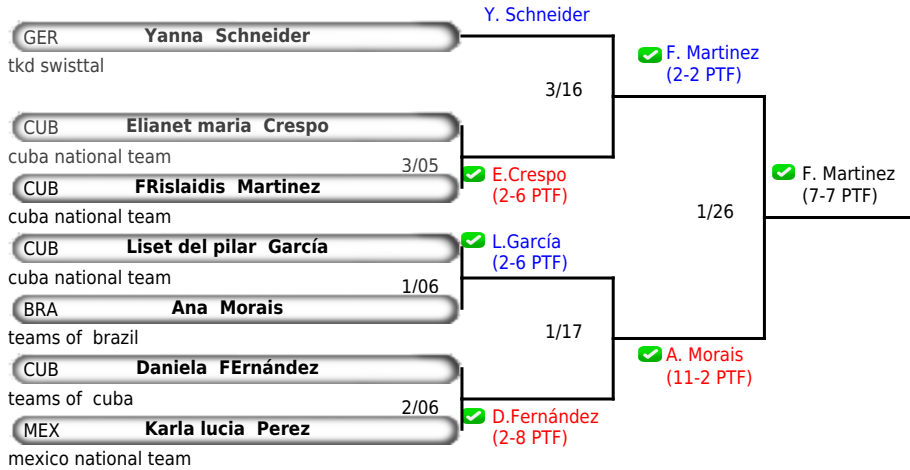 Y. Schneider
GER Yanna Schneider
tkd swisttal
F. Martinez
(2-2 PTF)
3/16
CUB Elianet maria Crespo
cuba national team
3/05
E.Crespo
(2-6 PTF)
CUB FRislaidis Martinez
cuba national team
F. Martinez
(7-7 PTF)
1/26
CUB Liset del pilar García
cuba national team
L.García
(2-6 PTF)
1/06
BRA Ana Morais
teams of brazil
1/17
A. Morais
(11-2 PTF)
CUB Daniela FErnández
teams of cuba
2/06
D.Fernández
(2-8 PTF)
MEX Karla lucia Perez
mexico national team